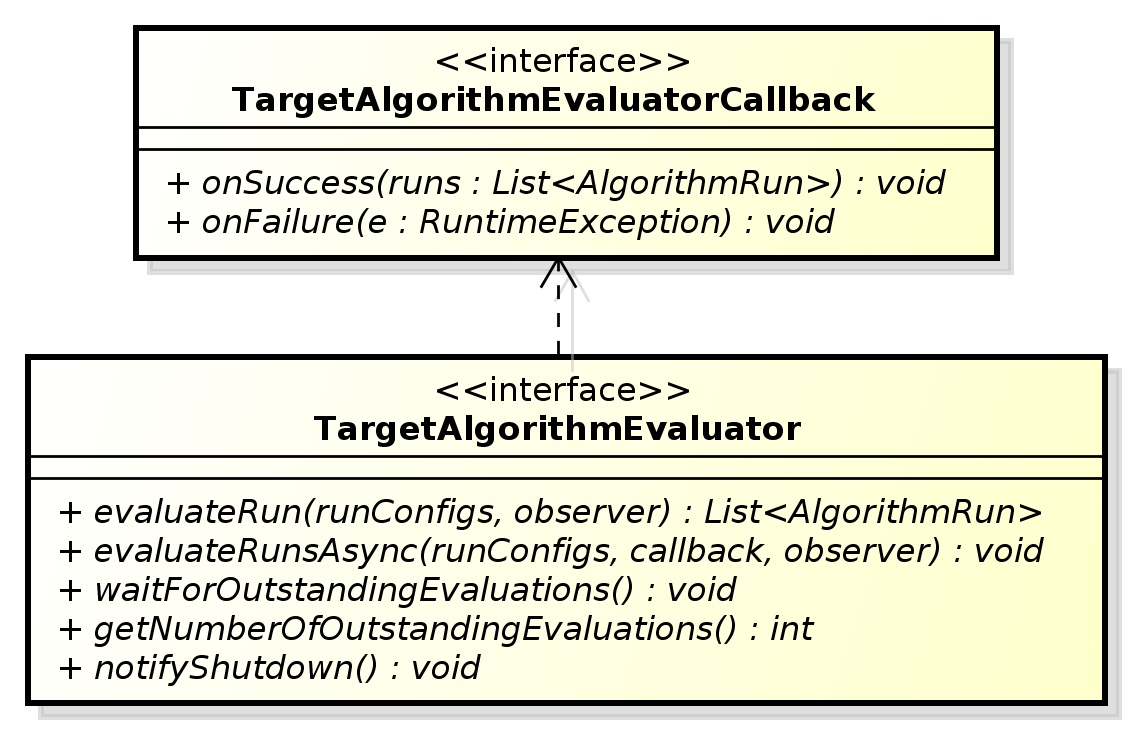 <<interface>>
TargetAlgorithmEvaluatorCallback
+ onSuccess(runs : List<AlgorithmRun>) : void
+ onFailure(e : RuntimeException) : void
<<interface>>
TargetAlgorithmEvaluator
+ evaluateRun(runConfigs, observer) : List<AlgorithmRun>
+ evaluateRunsAsync(runConfigs, callback, observer) : void
+ waitForOutstandingEvaluations() : void
+ getNumberOfOutstandingEvaluations() : int
+ notifyShutdown() : void